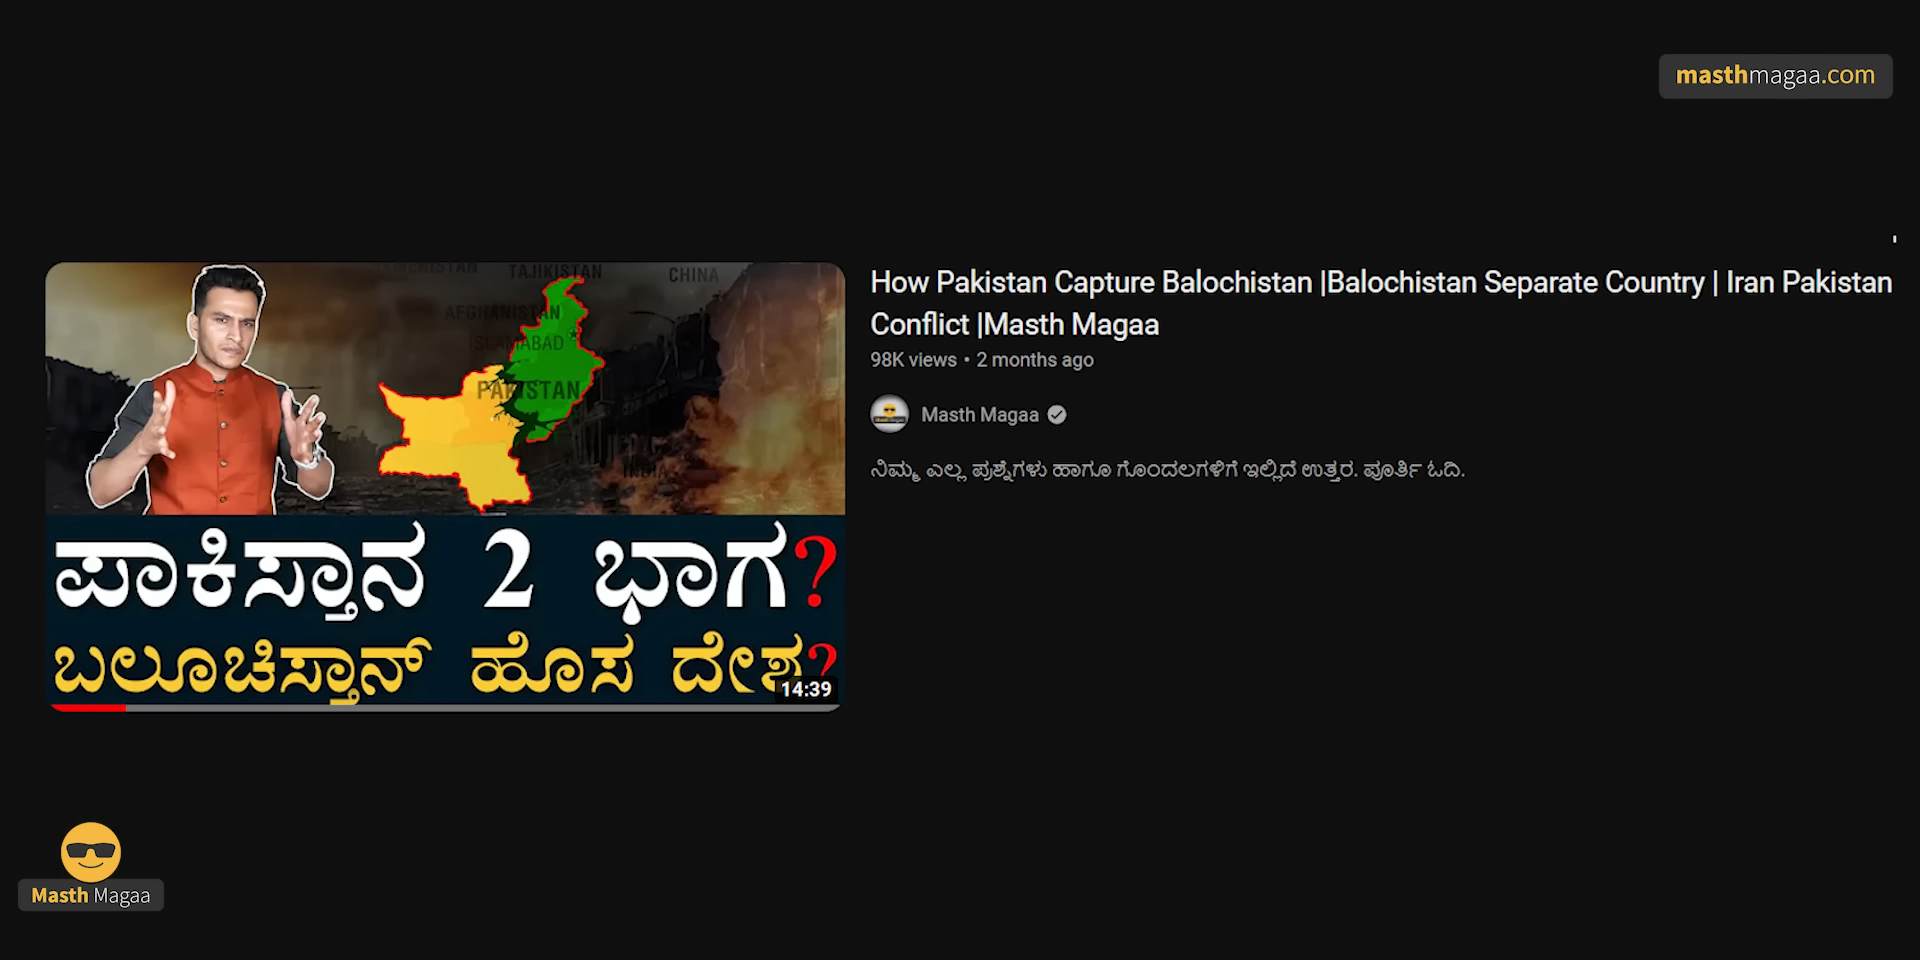 masthmagaa.com
TAJIKISTAN
CHINA
AFGHANISTAN
ISLAMABAD
PAKISTAN
ಪಾಕಿಸ್ತಾನ 2 ಭಾಗ?
ಬಲೂಚಿಸ್ತಾನ್ ಹೊಸ ದೇಶ?
14:39
How Pakistan Capture Balochistan |Balochistan Separate Country | Iran Pakistan
Conflict |Masth Magaa
98K views • 2 months ago
Masth Magaa
ನಿಮ್ಮ ಎಲ್ಲ ಪ್ರಶ್ನೆಗಳು ಹಾಗೂ ಗೊಂದಲಗಳಿಗೆ ಇಲ್ಲಿದೆ ಉತ್ತರ. ಪೂರ್ತಿ ಓದಿ.
Masth Magaa